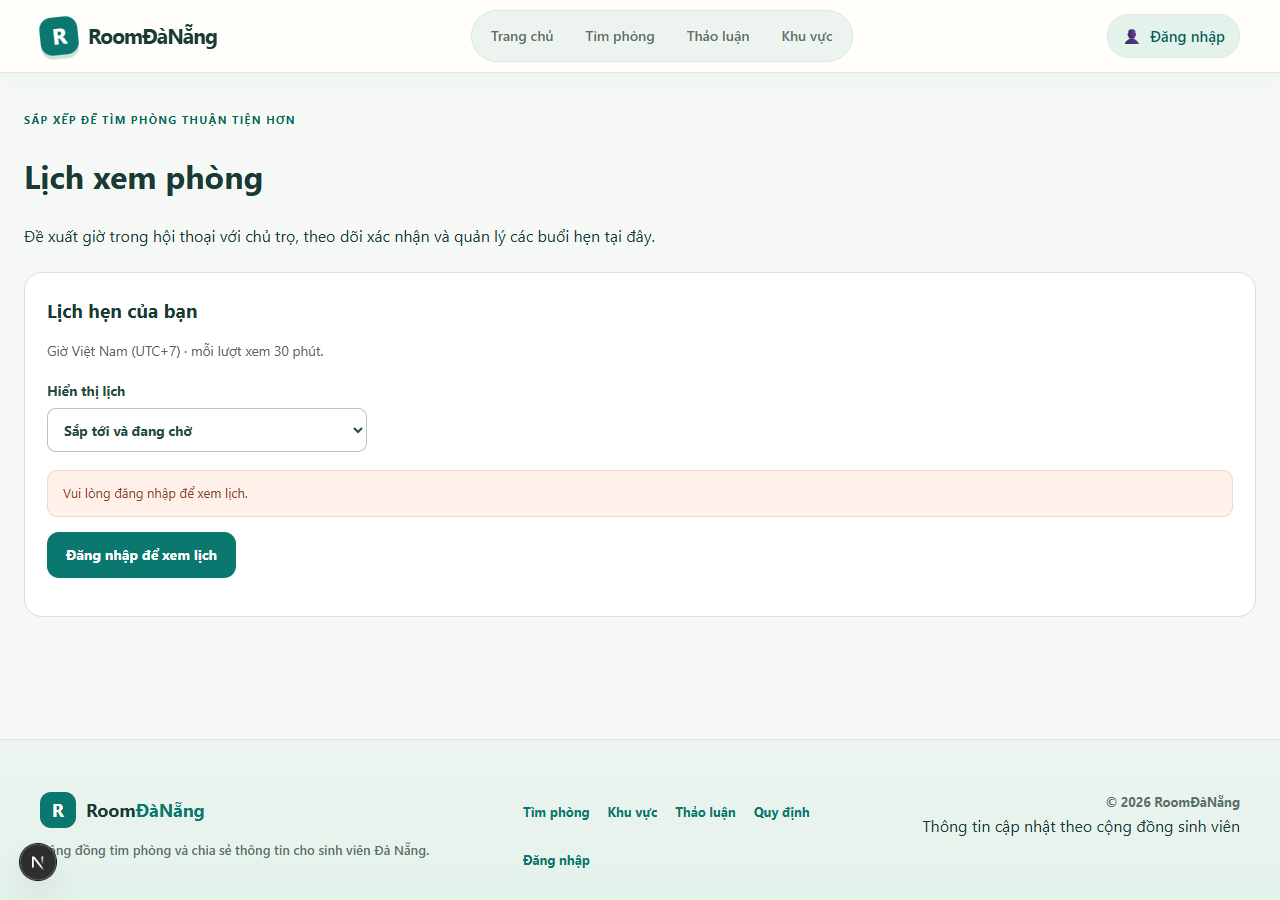 R RoomĐàNẵng
Trang chủ Tìm phòng Thảo luận Khu vực
Đăng nhập
SẮP XẾP ĐỂ TÌM PHÒNG THUẬN TIỆN HƠN
Lịch xem phòng
Đề xuất giờ trong hội thoại với chủ trọ, theo dõi xác nhận và quản lý các buổi hẹn tại đây.
Lịch hẹn của bạn
Giờ Việt Nam (UTC+7) · mỗi lượt xem 30 phút.
Hiển thị lịch
Sắp tới và đang chờ
Vui lòng đăng nhập để xem lịch.
Đăng nhập để xem lịch
R RoomĐàNẵng
đồng tìm phòng và chia sẻ thông tin cho sinh viên Đà Nẵng.
N
Tìm phòng Khu vực Thảo luận Quy định
Đăng nhập
© 2026 RoomĐàNẵng
Thông tin cập nhật theo cộng đồng sinh viên